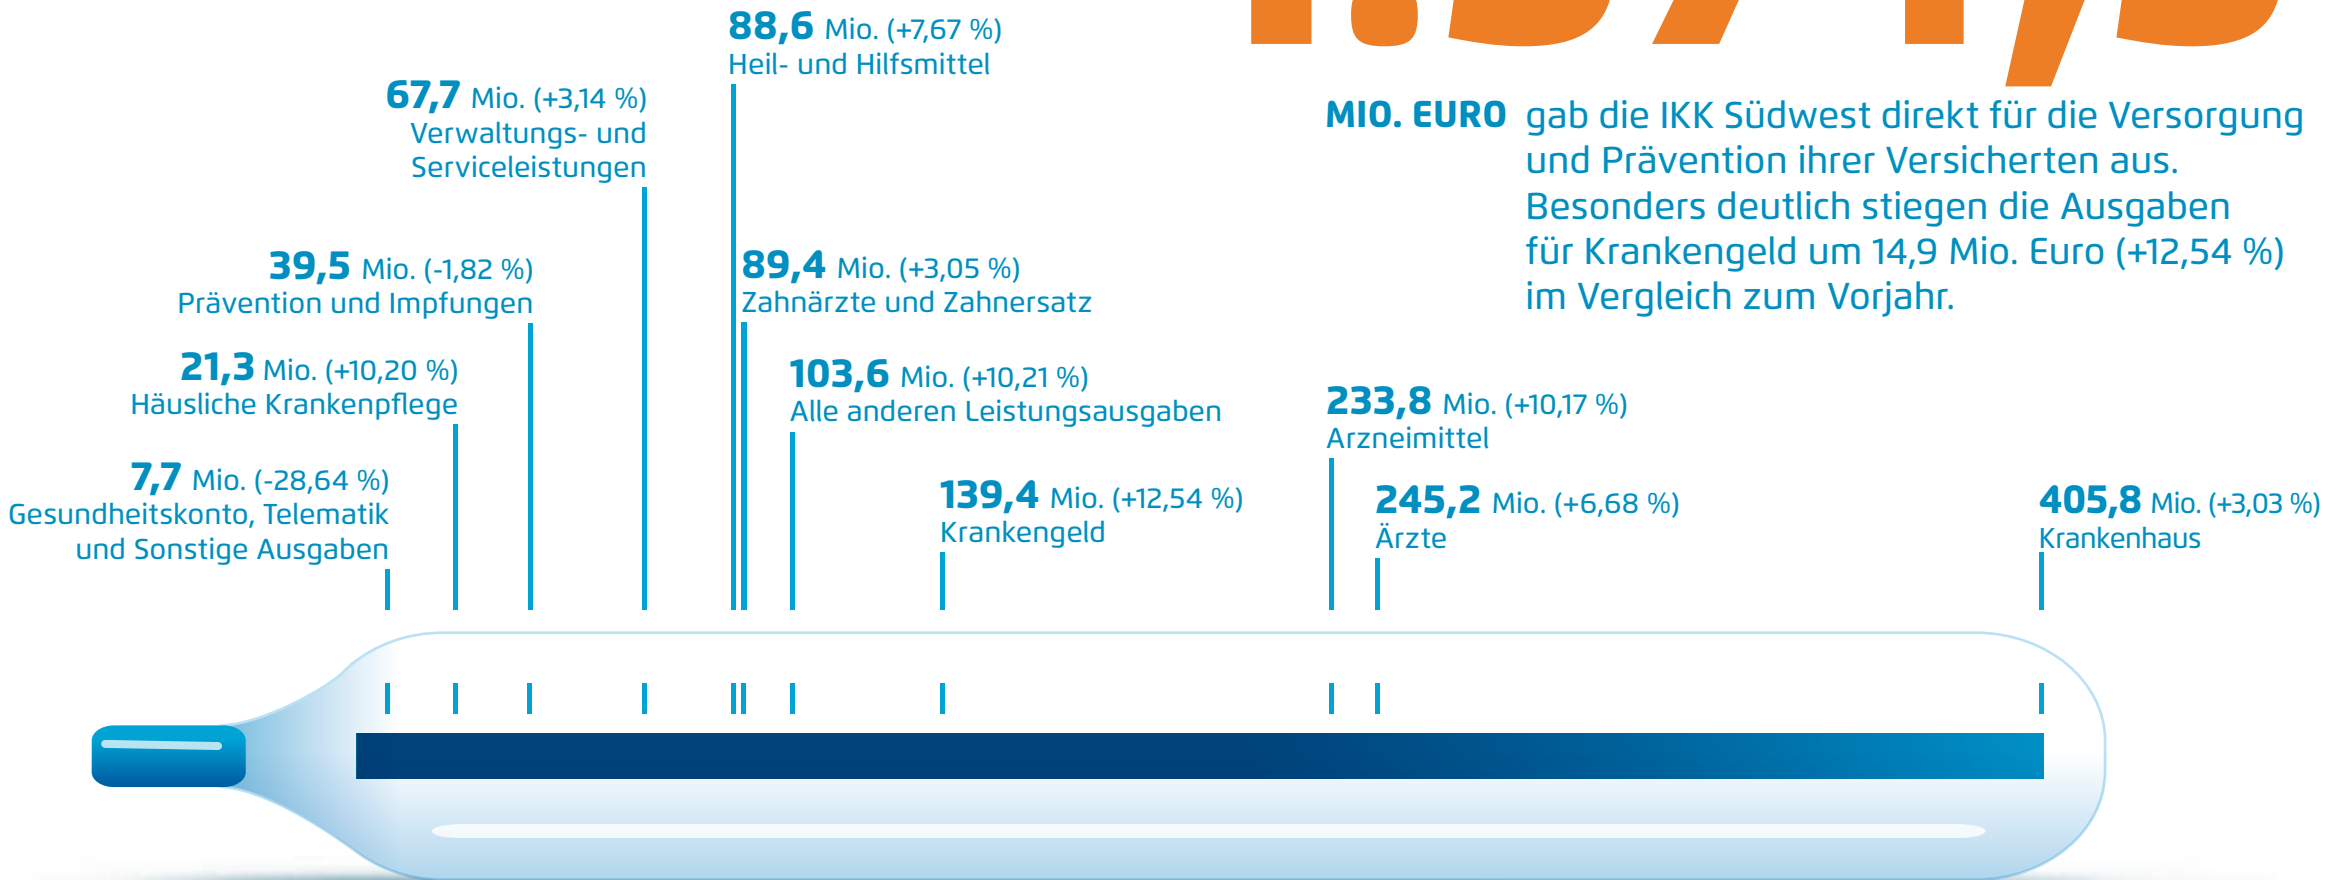 88,6 Mio. (+7,67 %)
Heil- und Hilfsmittel
67,7 Mio. (+3,14 %)
Verwaltungs- und
Serviceleistungen
MIO. EURO gab die IKK Südwest direkt für die Versorgung
und Prävention ihrer Versicherten aus.
Besonders deutlich stiegen die Ausgaben
für Krankengeld um 14,9 Mio. Euro (+12,54 %)
im Vergleich zum Vorjahr.
39,5 Mio. (-1,82 %)
Prävention und Impfungen
89,4 Mio. (+3,05 %)
Zahnärzte und Zahnersatz
21,3 Mio. (+10,20 %)
Häusliche Krankenpflege
103,6 Mio. (+10,21 %)
Alle anderen Leistungsausgaben
233,8 Mio. (+10,17 %)
Arzneimittel
7,7 Mio. (-28,64 %)
Gesundheitskonto, Telematik
und Sonstige Ausgaben
139,4 Mio. (+12,54 %)
Krankengeld
245,2 Mio. (+6,68 %)
Ärzte
405,8 Mio. (+3,03 %)
Krankenhaus